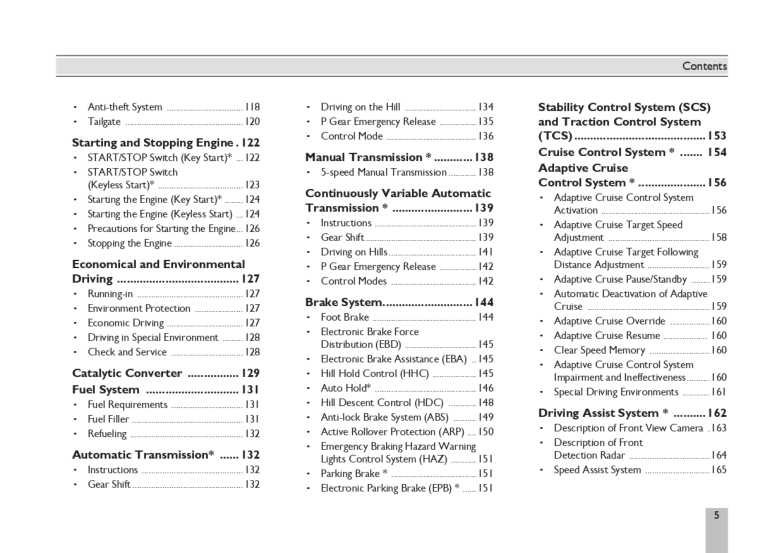 Contents
• Anti-theft System .................................... 118
• Tailgate ........................................................ 120
Starting and Stopping Engine . 122
• START/STOP Switch (Key Start)* ... 122
• START/STOP Switch
(Keyless Start)* ........................................ 123
• Starting the Engine (Key Start)* ......... 124
• Starting the Engine (Keyless Start) ... 124
• Precautions for Starting the Engine... 126
• Stopping the Engine ................................. 126
Economical and Environmental
Driving ...................................... 127
• Running-in .................................................. 127
• Environment Protection ....................... 127
• Economic Driving .................................... 127
• Driving in Special Environment .......... 128
• Check and Service .................................. 128
Catalytic Converter ................ 129
Fuel System ............................. 131
• Fuel Requirements .................................. 131
• Fuel Filler ..................................................... 131
• Refueling ..................................................... 132
Automatic Transmission* ...... 132
• Instructions ................................................ 132
• Gear Shift ..................................................... 132
• Driving on the Hill .................................. 134
• P Gear Emergency Release ................. 135
• Control Mode .......................................... 136
Manual Transmission * ............ 138
• 5-speed Manual Transmission ............. 138
Continuously Variable Automatic
Transmission * ......................... 139
• Instructions ................................................ 139
• Gear Shift ..................................................... 139
• Driving on Hills ......................................... 141
• P Gear Emergency Release ................. 142
• Control Modes ........................................ 142
Brake System............................ 144
• Foot Brake ................................................. 144
• Electronic Brake Force
Distribution (EBD) .................................. 145
• Electronic Brake Assistance (EBA) .. 145
• Hill Hold Control (HHC) .................... 145
• Auto Hold* ................................................ 146
• Hill Descent Control (HDC) ............. 148
• Anti-lock Brake System (ABS) ........... 149
• Active Rollover Protection (ARP) .... 150
• Emergency Braking Hazard Warning
Lights Control System (HAZ) ............ 151
• Parking Brake * ........................................ 151
• Electronic Parking Brake (EPB) * ...... 151
Stability Control System (SCS)
and Traction Control System
(TCS) ......................................... 153
Cruise Control System * ....... 154
Adaptive Cruise
Control System * ..................... 156
• Adaptive Cruise Control System
Activation ................................................... 156
• Adaptive Cruise Target Speed
Adjustment ................................................ 158
• Adaptive Cruise Target Following
Distance Adjustment ............................. 159
• Adaptive Cruise Pause/Standby ........ 159
• Automatic Deactivation of Adaptive
Cruise ......................................................... 159
• Adaptive Cruise Override .................. 160
• Adaptive Cruise Resume ..................... 160
• Clear Speed Memory ............................ 160
• Adaptive Cruise Control System
Impairment and Ineffectiveness .......... 160
• Special Driving Environments ............. 161
Driving Assist System * .......... 162
• Description of Front View Camera . 163
• Description of Front
Detection Radar ...................................... 164
• Speed Assist System .............................. 165
5